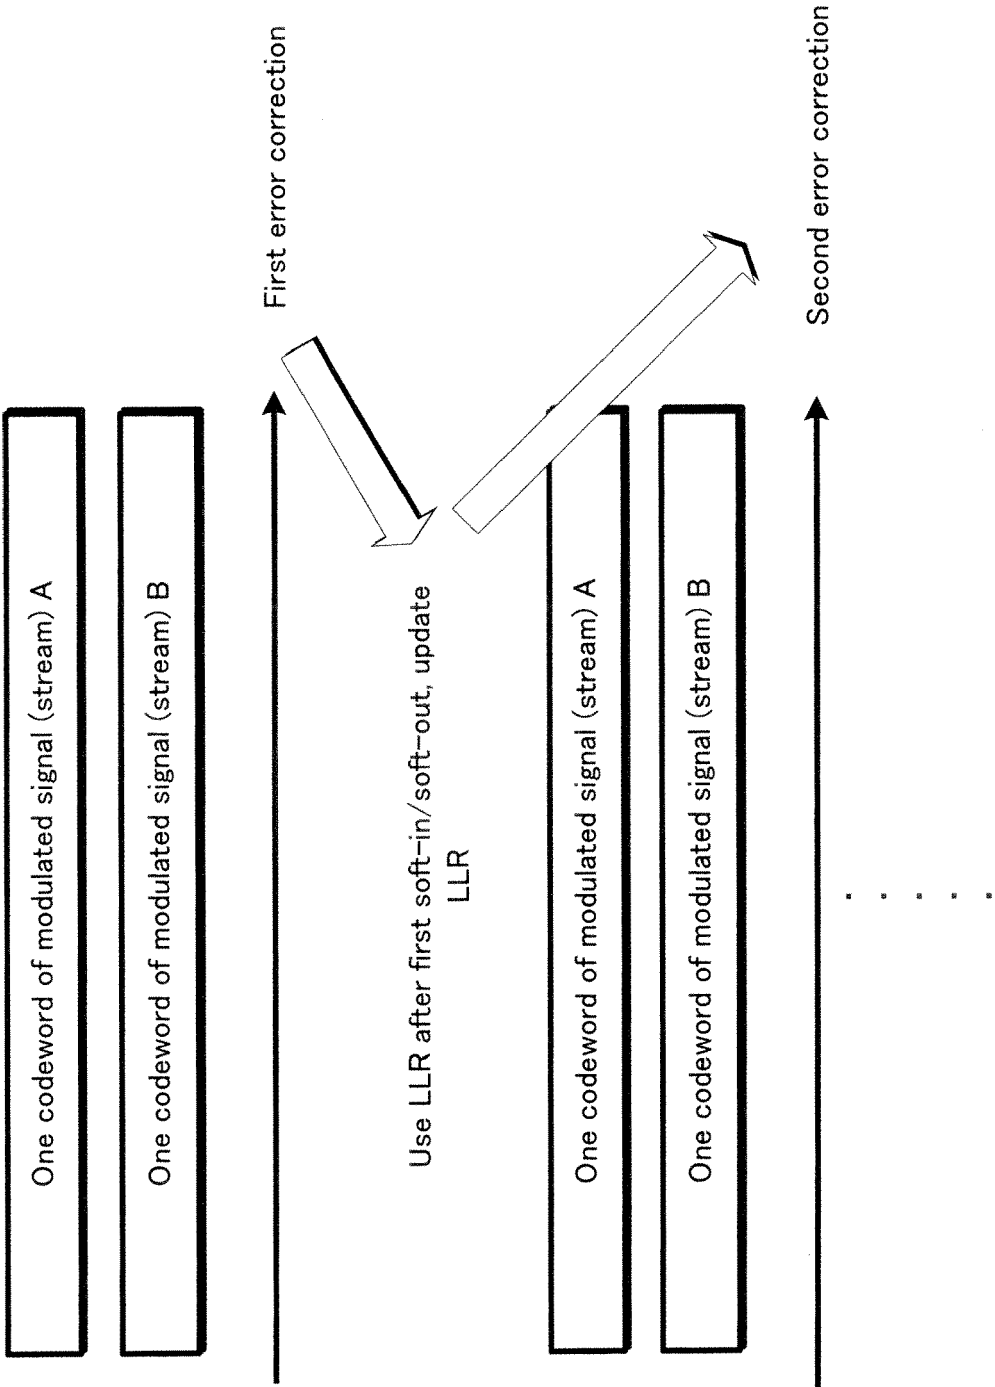 One codeword of modulated signal (stream) A
One codeword of modulated signal (stream) B
First error correction
Use LLR after first soft-in/soft-out, update
LLR
One codeword of modulated signal (stream) A
One codeword of modulated signal (stream) B
Second error correction